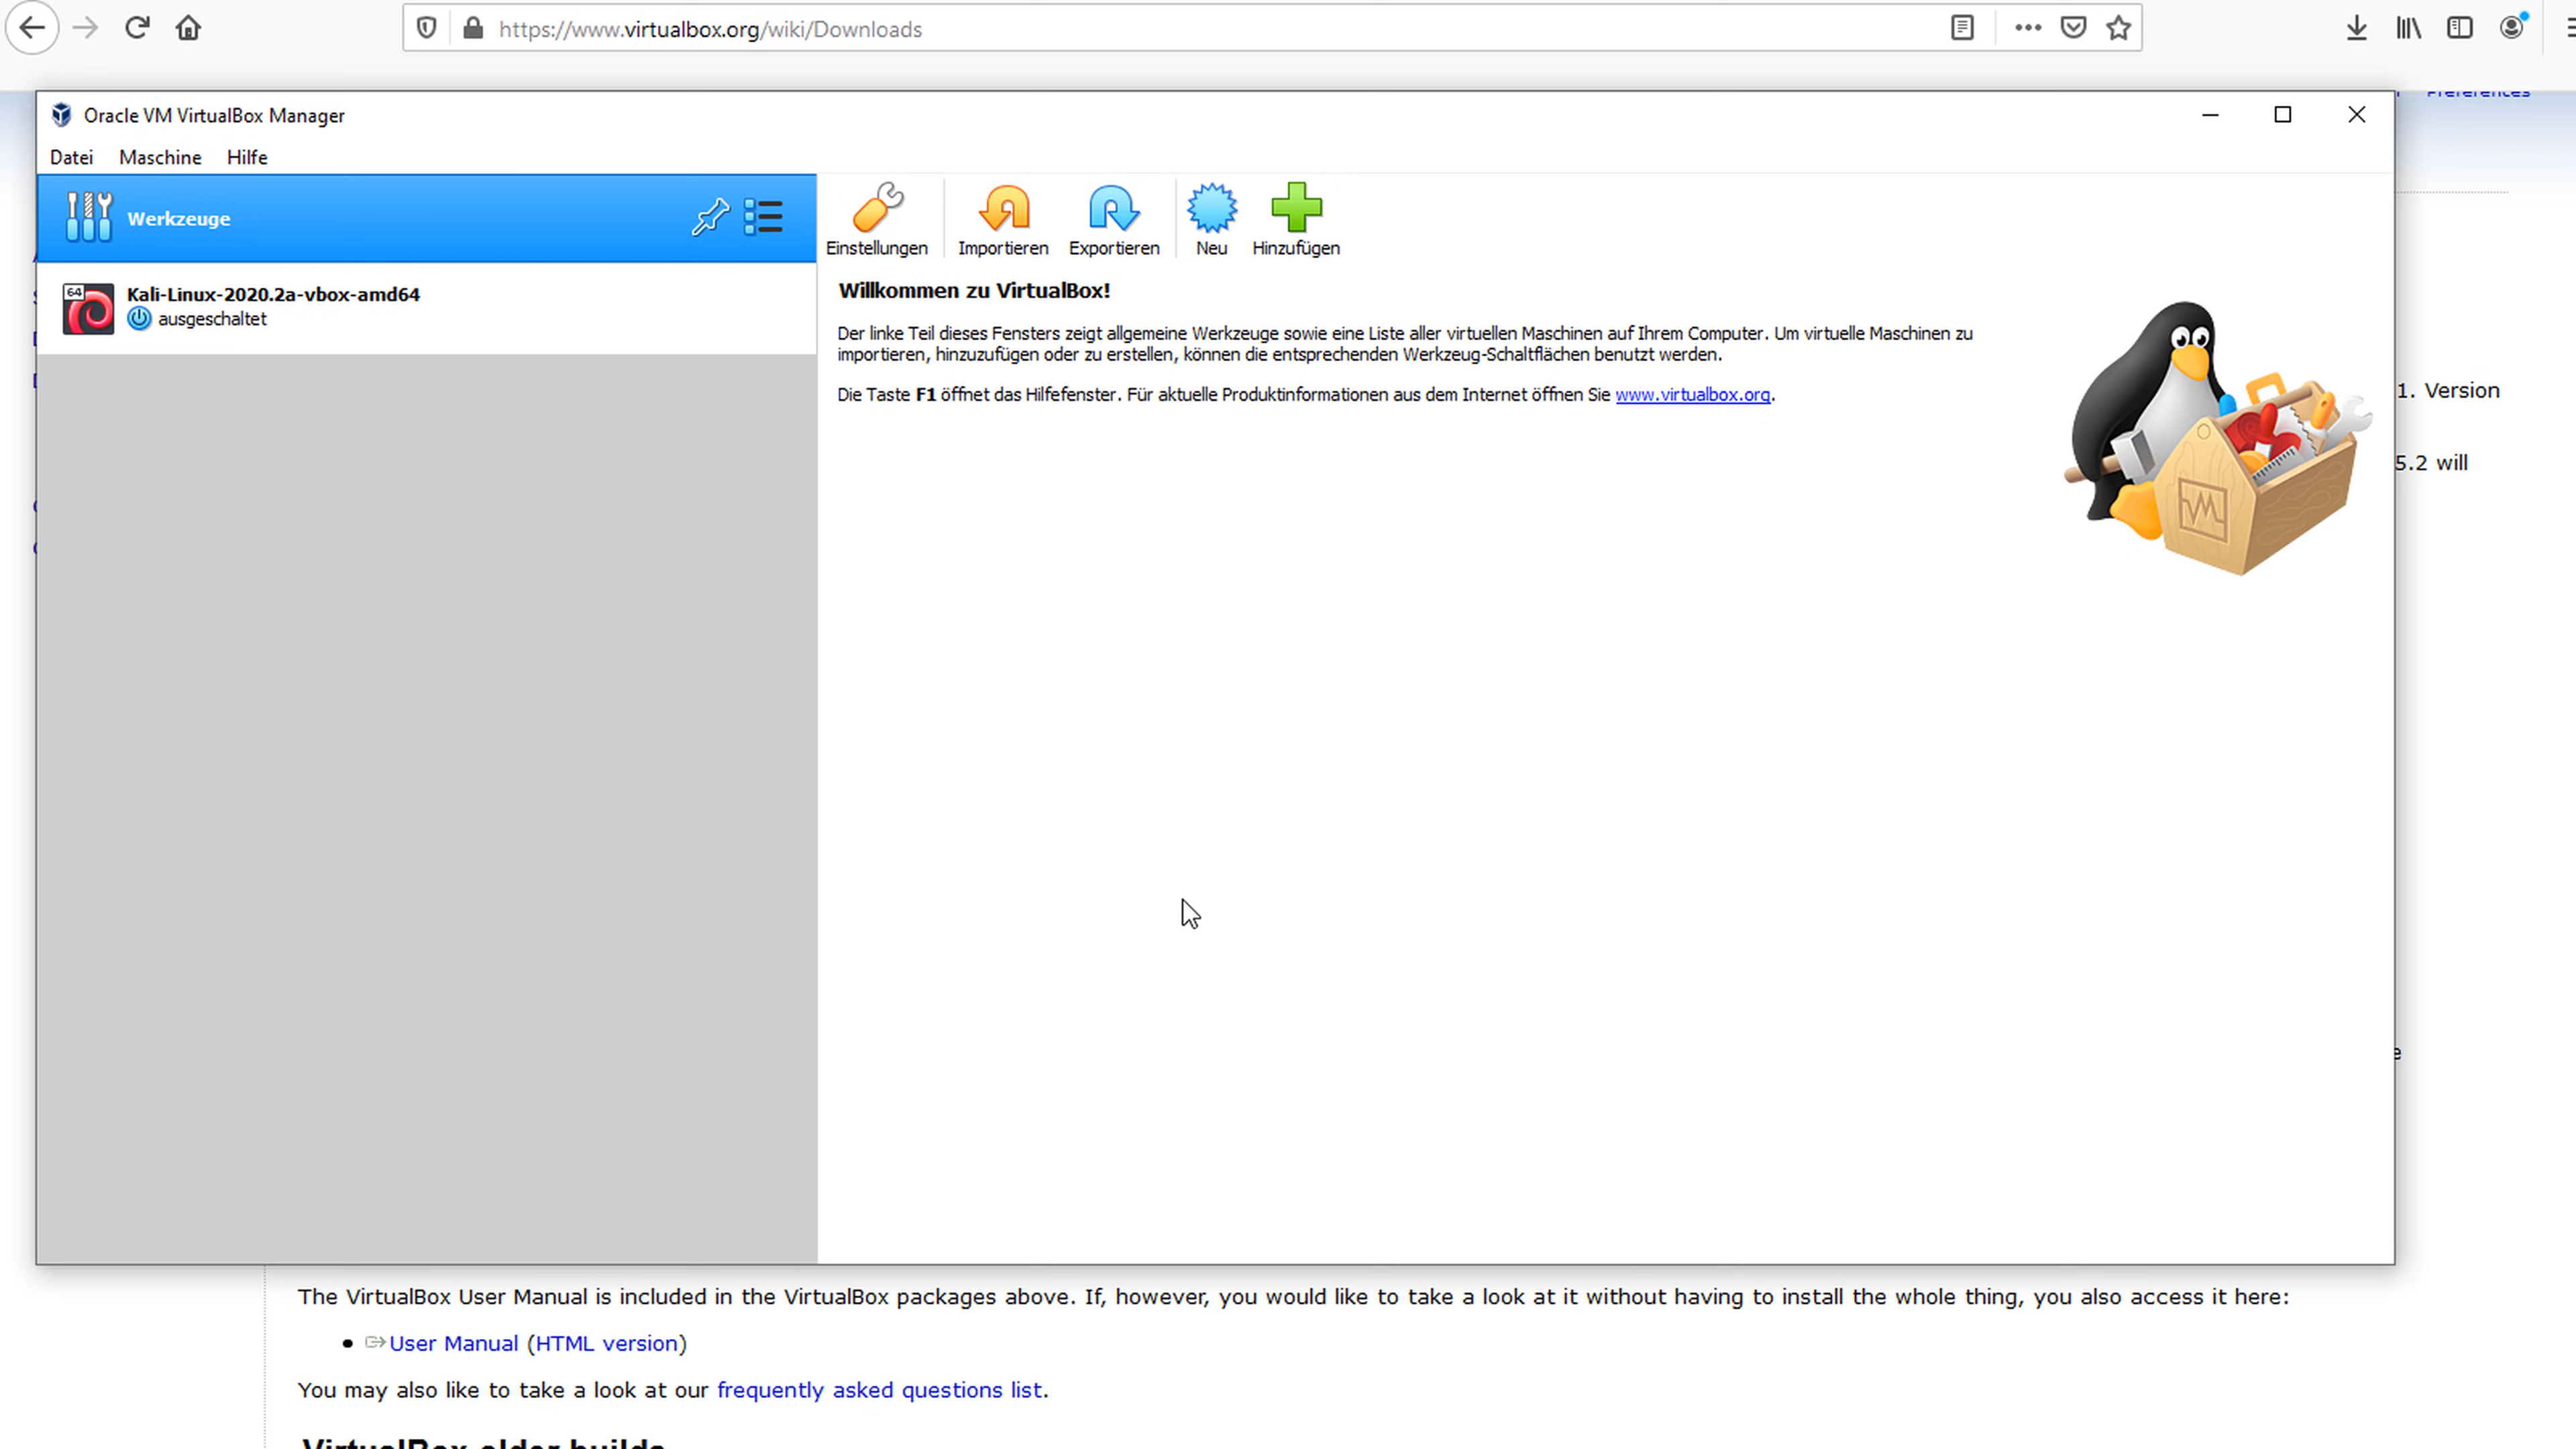 https://www.virtualbox.org/wiki/Downloads
Preferences
Oracle VM VirtualBox Manager
Datei Maschine Hilfe
Werkzeuge
Einstellungen Importieren Exportieren Neu Hinzufügen
64
Kali-Linux-2020.2a-vbox-amd64
ausgeschaltet
Willkommen zu VirtualBox!
Der linke Teil dieses Fensters zeigt allgemeine Werkzeuge sowie eine Liste aller virtuellen Maschinen auf Ihrem Computer. Um virtuelle Maschinen zu
importieren, hinzuzufügen oder zu erstellen, können die entsprechenden Werkzeug-Schaltflächen benutzt werden.
Die Taste F1 öffnet das Hilfefenster. Für aktuelle Produktinformationen aus dem Internet öffnen Sie www.virtualbox.org.
1. Version
5.2 will
The VirtualBox User Manual is included in the VirtualBox packages above. If, however, you would like to take a look at it without having to install the whole thing, you also access it here:
User Manual (HTML version)
You may also like to take a look at our frequently asked questions list.
VirtualBox older builds